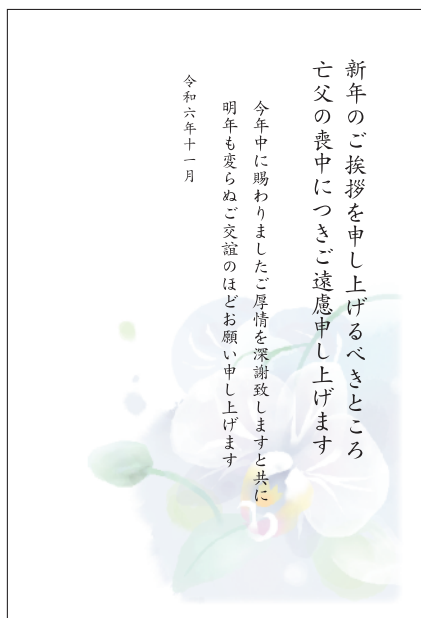 新年のご挨拶を申し上げるべきところ
亡父の喪中につきご遠慮申し上げます
今年中に賜わりましたご厚情を深謝致しますと共に
明年も変らぬご交誼のほどお願い申し上げます
令和六年十一月